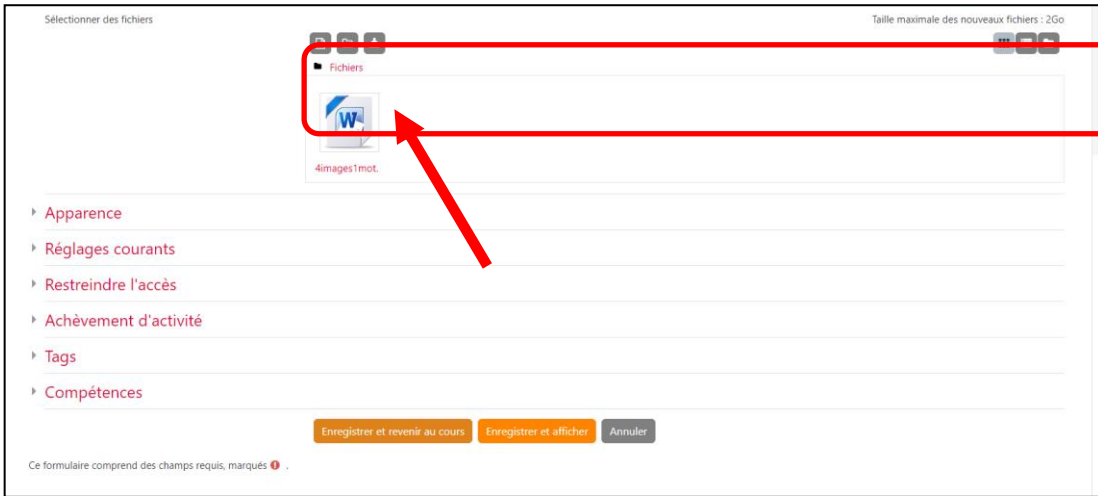 Sélectionner des fichiers
Taille maximale des nouveaux fichiers : 2Go
Fichiers
W
4images1mot.
Apparence
Réglages courants
Restreindre l'accès
Achèvement d'activité
Tags
Compétences
Enregistrer et revenir au cours Enregistrer et afficher Annuler
Ce formulaire comprend des champs requis, marqués .